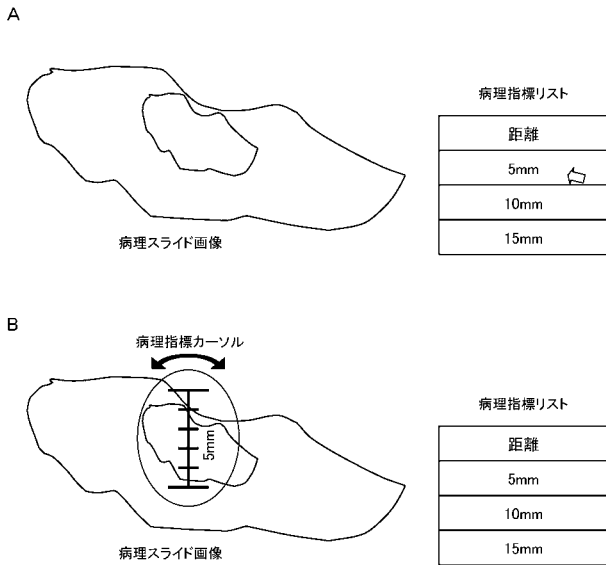 A
病理指標リスト
距離
5mm
10mm
15mm
病理スライド画像
B
病理指標カーソル
5mm
病理指標リスト
距離
5mm
10mm
15mm
病理スライド画像